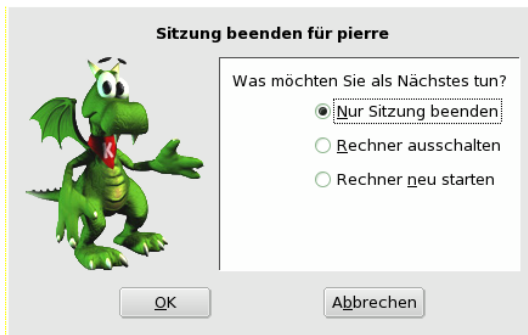 Sitzung beenden für pierre
Was möchten Sie als Nächstes tun?
Nur Sitzung beenden
Rechner ausschalten
Rechner neu starten
K
OK
Abbrechen